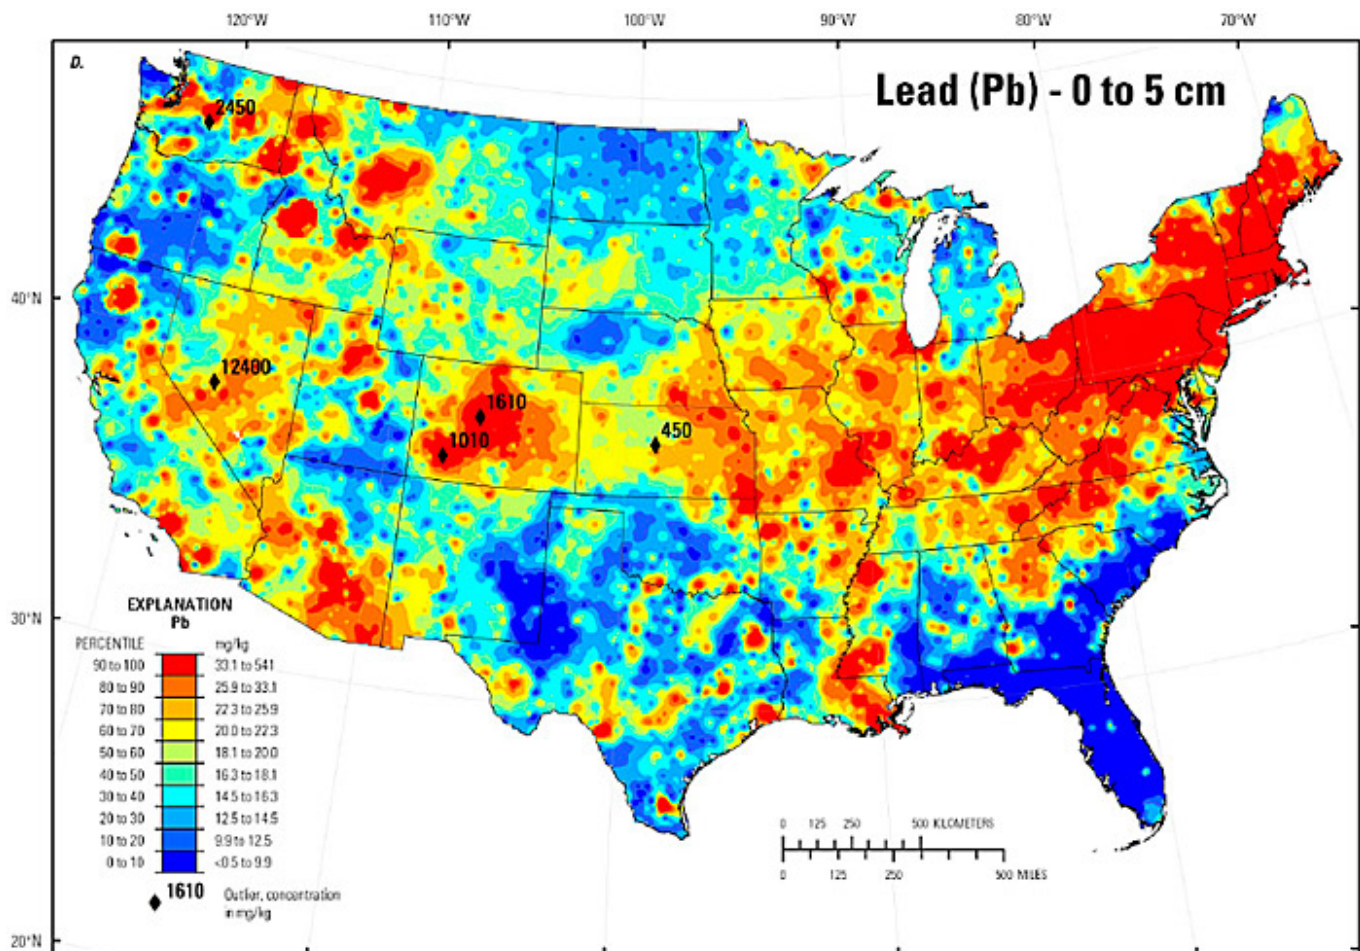 120°W 110°W 100°W 90°W 80°W 70°W
D.
Lead (Pb) - 0 to 5 cm
2450
40°N
12400
1610
1010
450
30°N
EXPLANATION
Pb
PERCENTILE mg/kg
90 to 100 33.1 to 541
80 to 90 25.9 to 33.1
70 to 80 22.3 to 25.9
60 to 70 20.0 to 22.3
50 to 60 18.1 to 20.0
40 to 50 16.3 to 18.1
30 to 40 14.5 to 16.3
20 to 30 12.5 to 14.5
10 to 20 9.9 to 12.5
0 to 10 <0.5 to 9.9
1610 Outlier, concentration
in mg/kg
0 125 250 500 KILOMETERS
0 125 250 500 MILES
20°N